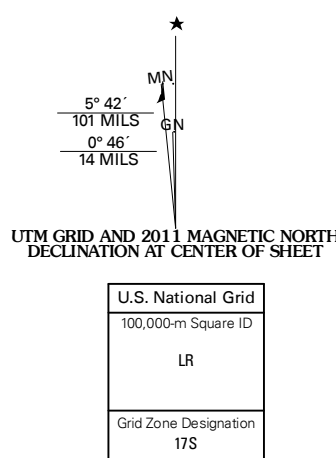 MN
5° 42´
101 MILS
GN
0° 46´
14 MILS
UTM GRID AND 2011 MAGNETIC NORTH
DECLINATION AT CENTER OF SHEET
U.S. National Grid
100,000-m Square ID
LR
Grid Zone Designation
17S